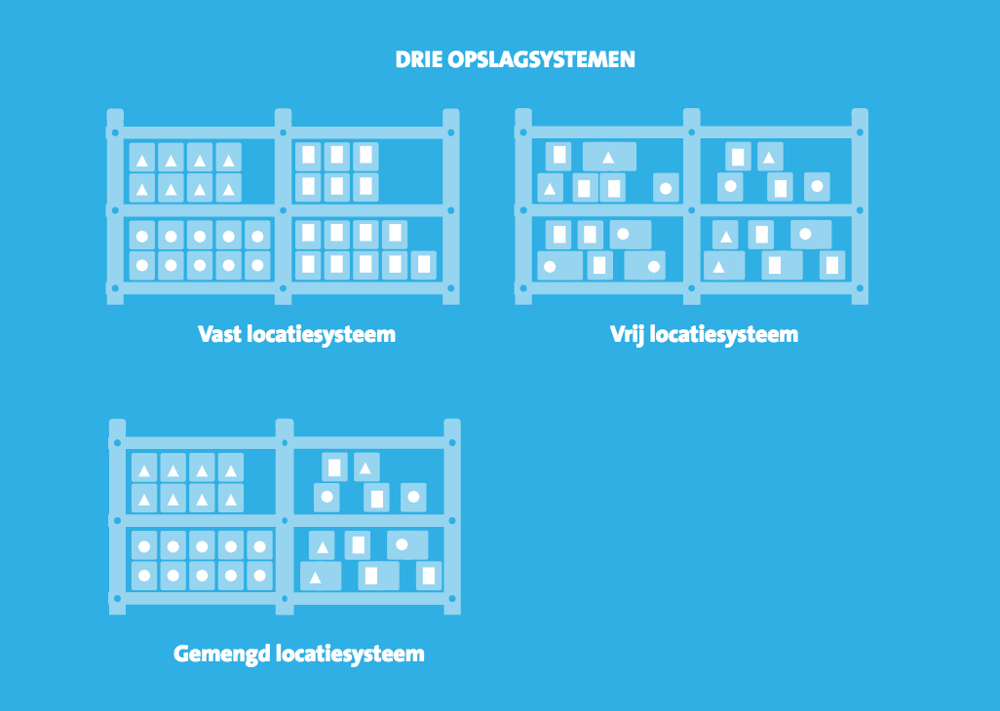 DRIE OPSLAGSYSTEMEN
Vast locatiesysteem
Vrij locatiesysteem
Gemengd locatiesysteem